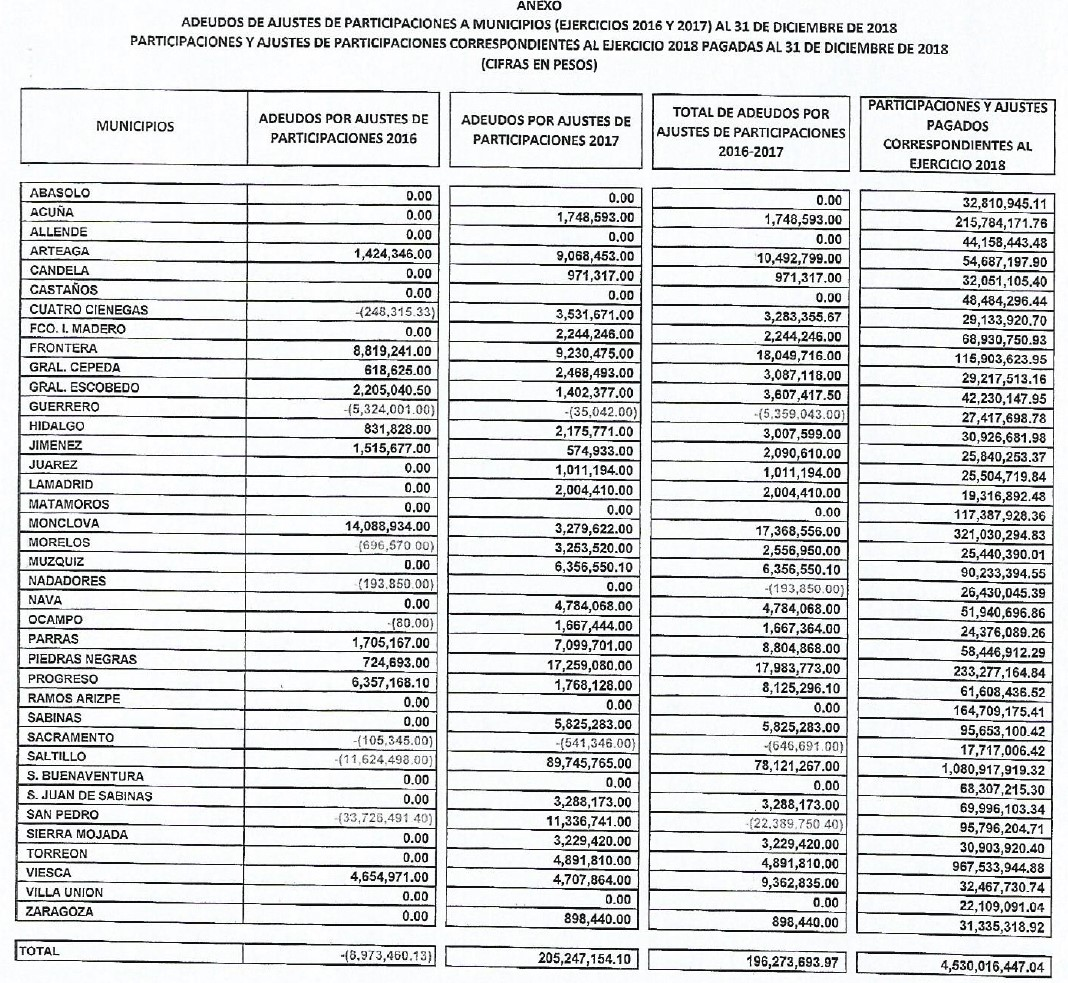 ANEXO
ADEUDOS DE AJUSTES DE PARTICIPACIONES A MUNICIPIOS (EJERCICIOS 2016 Y 2017) AL 31 DE DICIEMBRE DE 2018
PARTICIPACIONES Y AJUSTES DE PARTICIPACIONES CORRESPONDIENTES AL EJERCICIO 2018 PAGADAS AL 31 DE DICIEMBRE DE 2018
(CIFRAS EN PESOS)
MUNICIPIOS
ADEUDOS POR AJUSTES DE
PARTICIPACIONES 2016
ADEUDOS POR AJUSTES DE
PARTICIPACIONES 2017
TOTAL DE ADEUDOS POR
AJUSTES DE PARTICIPACIONES
2016-2017
PARTICIPACIONES Y AJUSTES
PAGADOS
CORRESPONDIENTES AL
EJERCICIO 2018
ABASOLO 0.00 0.00 0.00 32,810,945.11
ACUÑA 0.00 1,748,593.00 1,748,593.00 215,784,171.76
ALLENDE 0.00 0.00 0.00 44,158,443.48
ARTEAGA 1,424,346.00 9,068,453.00 10,492,799.00 54,687,197.90
CANDELA 0.00 971,317.00 971,317.00 32,051,105.40
CASTAÑOS 0.00 0.00 0.00 48,484,296.44
CUATRO CIENEGAS -(248,315.33) 3,531,671.00 3,283,355.67 29,133,920.70
FCO. I. MADERO 0.00 2,244,246.00 2,244,246.00 68,930,750.93
FRONTERA 8,819,241.00 9,230,475.00 18,049,716.00 115,903,623.95
GRAL. CEPEDA 618,625.00 2,468,493.00 3,087,118.00 29,217,513.16
GRAL. ESCOBEDO 2,205,040.50 1,402,377.00 3,607,417.50 42,230,147.95
GUERRERO -(5,324,001.00) -(35,042.00) -(5,359,043.00) 27,417,698.78
HIDALGO 831,828.00 2,175,771.00 3,007,599.00 30,926,681.98
JIMENEZ 1,515,677.00 574,933.00 2,090,610.00 25,840,253.37
JUAREZ 0.00 1,011,194.00 1,011,194.00 25,504,719.84
LAMADRID 0.00 2,004,410.00 2,004,410.00 19,316,892.48
MATAMOROS 0.00 0.00 0.00 117,387,928.36
MONCLOVA 14,088,934.00 3,279,622.00 17,368,556.00 321,030,294.83
MORELOS (696,570 00) 3,253,520.00 2,556,950.00 25,440,390.01
MUZQUIZ 0.00 6,356,550.10 6,356,550.10 90,233,394.55
NADADORES -(193,850.00) 0.00 -(193,850.00) 26,430,045.39
NAVA 0.00 4,784,068.00 4,784,068.00 51,940,696.86
OCAMPO -(80.00) 1,667,444.00 1,667,364.00 24,376,089.26
PARRAS 1,705,167.00 7,099,701.00 8,804,868.00 58,446,912.29
PIEDRAS NEGRAS 724,693.00 17,259,080.00 17,983,773.00 233,277,164.84
PROGRESO 6,357,168.10 1,768,128.00 8,125,296.10 61,608,436.52
RAMOS ARIZPE 0.00 0.00 0.00 164,709,175.41
SABINAS 0.00 5,825,283.00 5,825,283.00 95,653,100.42
SACRAMENTO -(105,345.00) -(541,346.00) -(646,691.00) 17,717,006.42
SALTILLO -(11,624,498.00) 89,745,765.00 78,121,267.00 1,080,917,919.32
S. BUENAVENTURA 0.00 0.00 0.00 68,307,215.30
S. JUAN DE SABINAS 0.00 3,288,173.00 3,288,173.00 69,996,103.34
SAN PEDRO -(33,726,491 40) 11,336,741.00 -(22,389,750 40) 95,796,204.71
SIERRA MOJADA 0.00 3,229,420.00 3,229,420.00 30,903,920.40
TORREON 0.00 4,891,810.00 4,891,810.00 967,533,944.88
VIESCA 4,654,971.00 4,707,864.00 9,362,835.00 32,467,730.74
VILLA UNION 0.00 0.00 0.00 22,109,091.04
ZARAGOZA 0.00 898,440.00 898,440.00 31,335,318.92
TOTAL -(8,973,460.13) 205,247,154.10 196,273,693.97 4,530,016,447.04